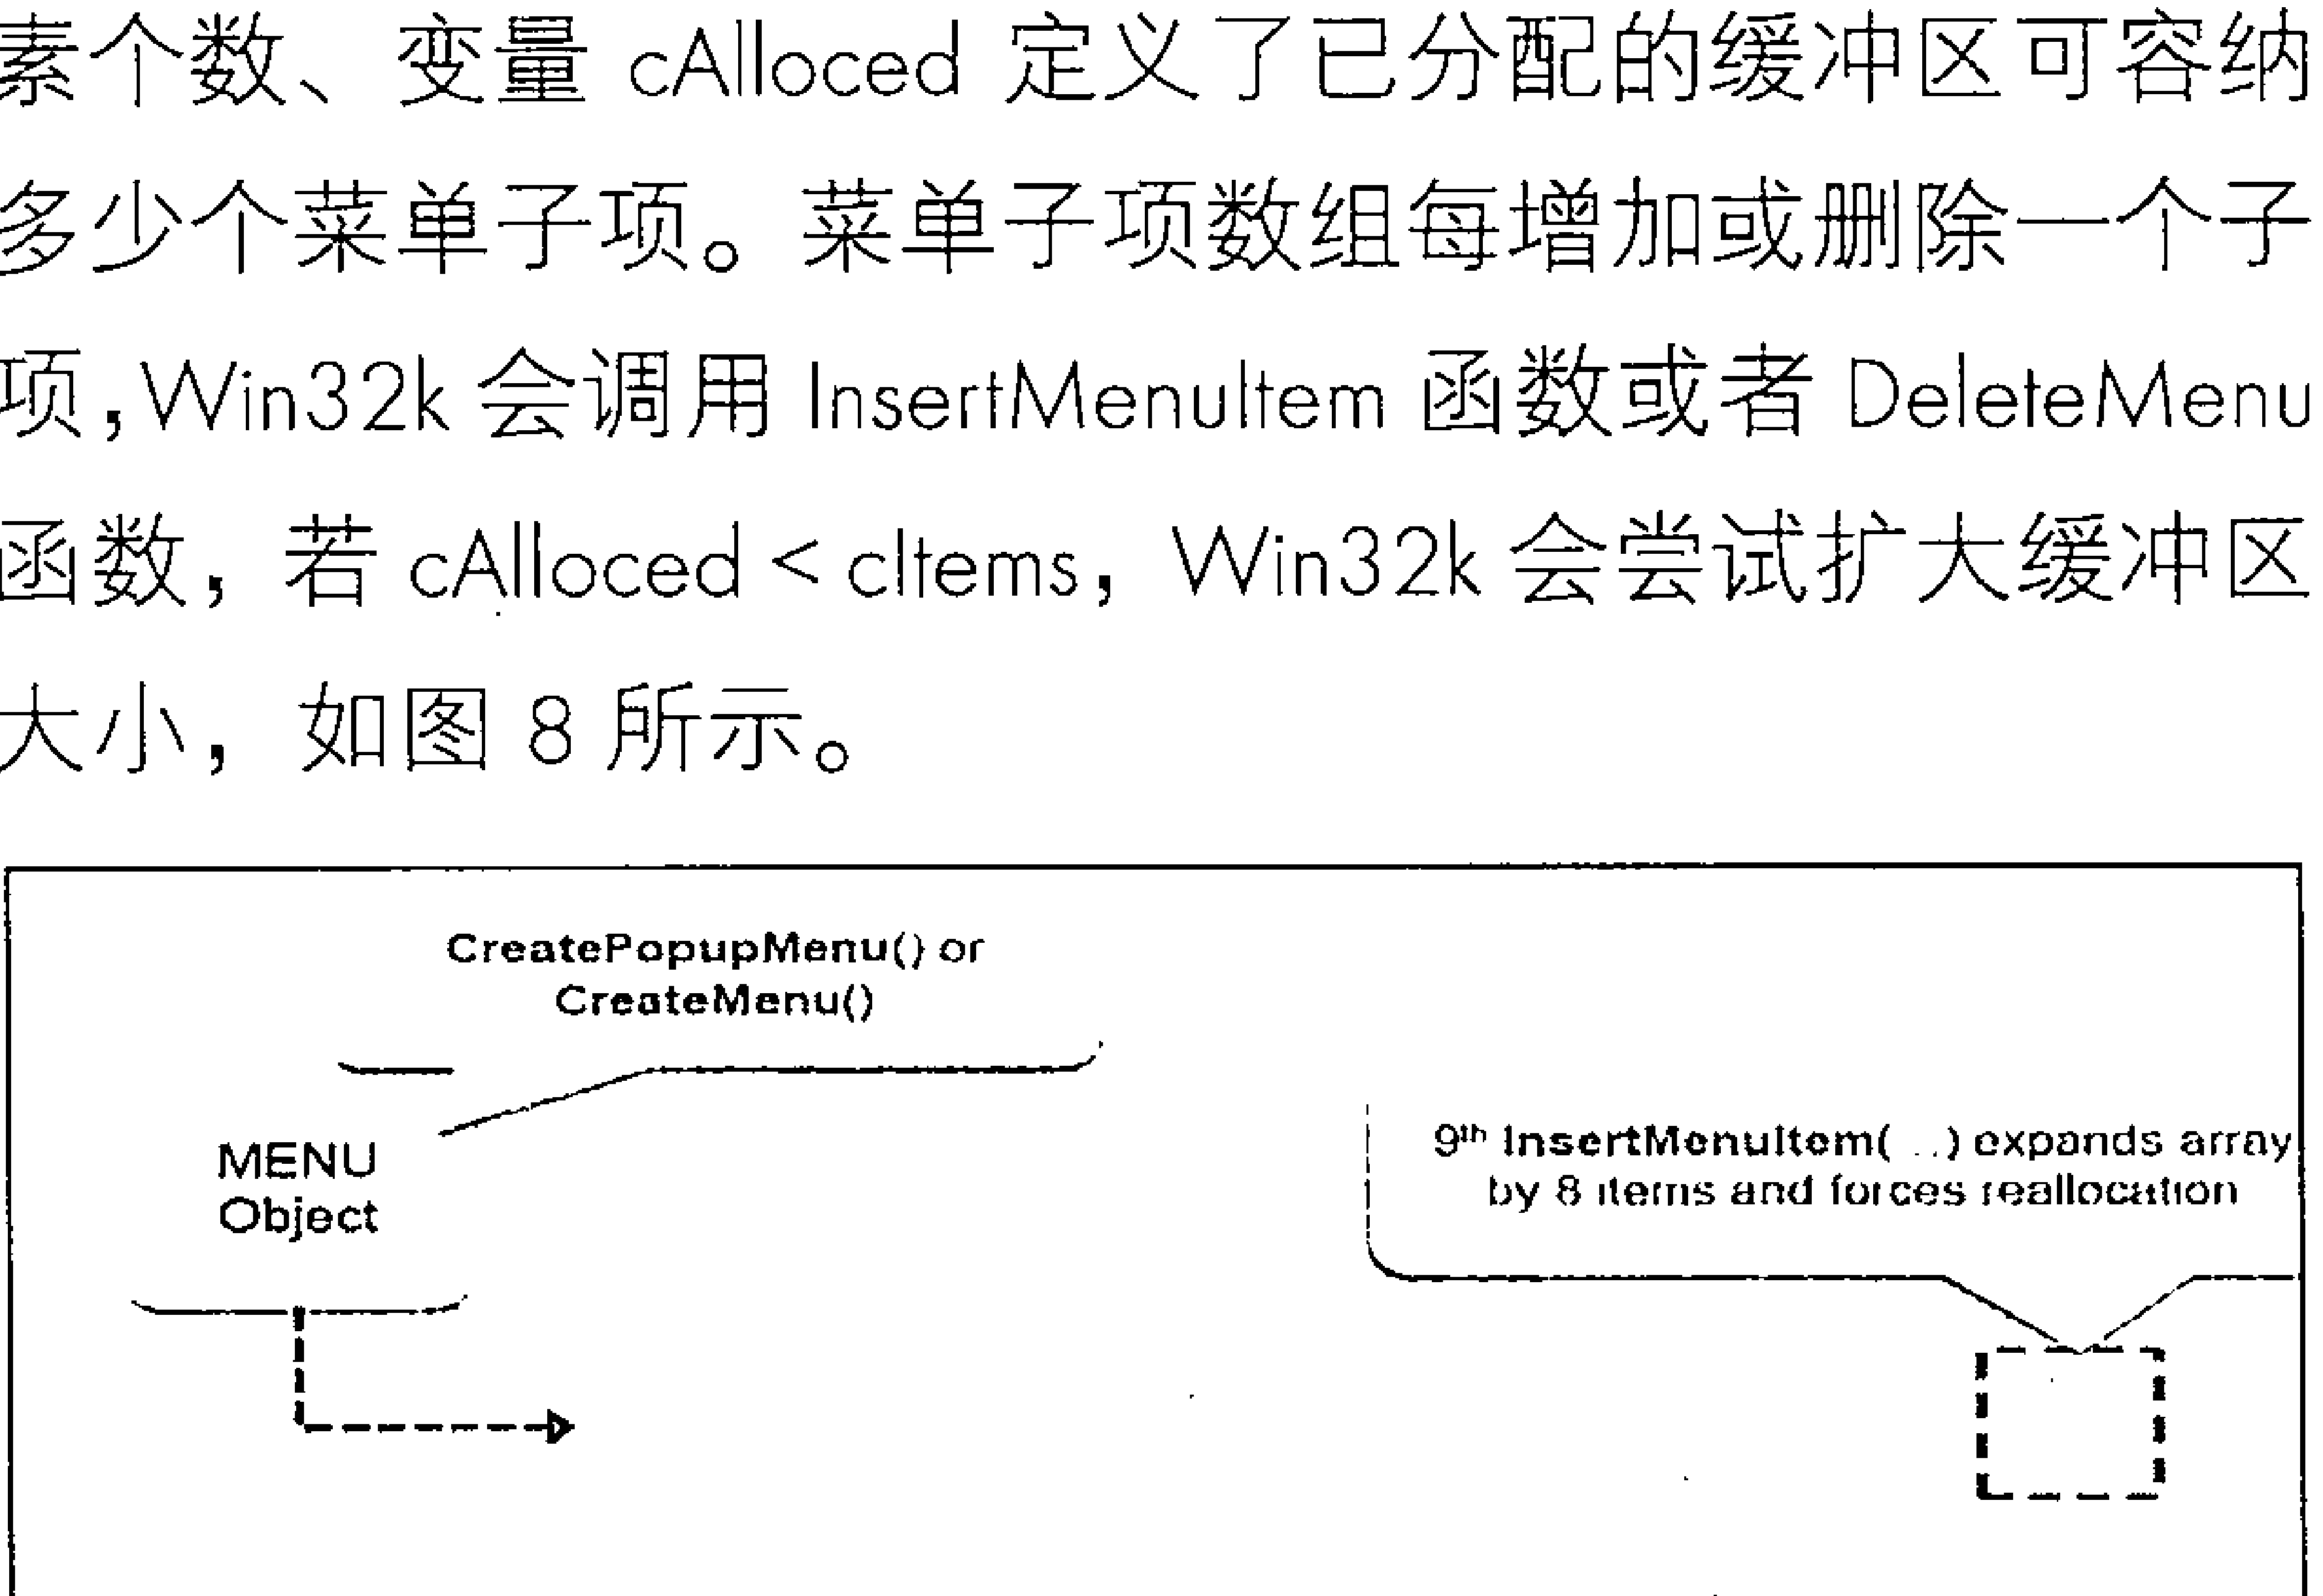 素个数、变量 cAlloced 定义了已分配的缓冲区可容纳
多少个菜单子项。菜单子项数组每增加或删除一个子
项,Win32k 会调用 InsertMenuItem 函数或者 DeleteMenu
函数，若 cAlloced < cItems，Win32k 会尝试扩大缓冲区
大小，如图 8 所示。
CreatePopupMenu() or
CreateMenu()
MENU
Object
9th InsertMenuItem(...) expands array
by 8 items and forces reallocation